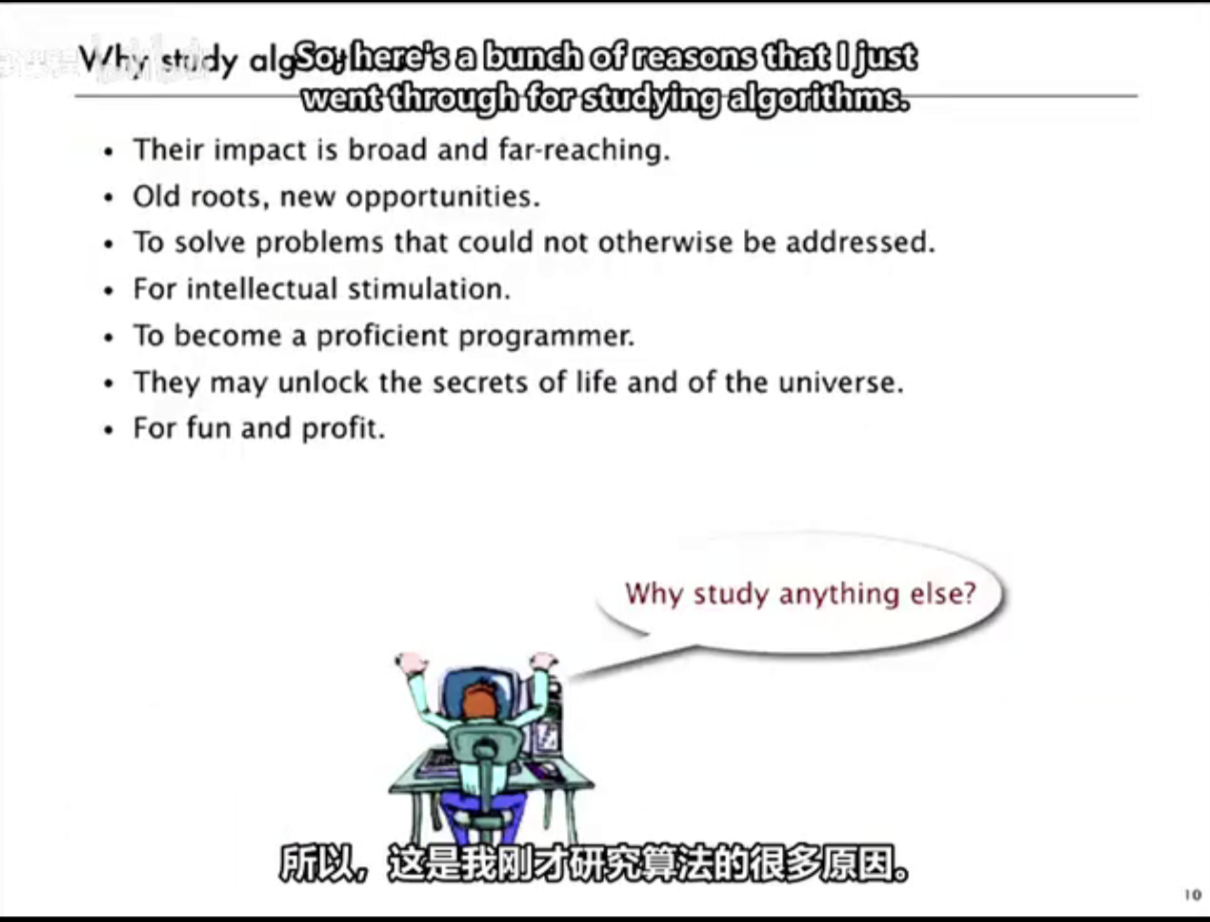 Why study
So, here's a bunch of reasons that I just
went through for studying algorithms.
• Their impact is broad and far-reaching.
• Old roots, new opportunities.
• To solve problems that could not otherwise be addressed.
• For intellectual stimulation.
• To become a proficient programmer.
• They may unlock the secrets of life and of the universe.
• For fun and profit.
Why study anything else?
所以，这是我刚才研究算法的很多原因。
10